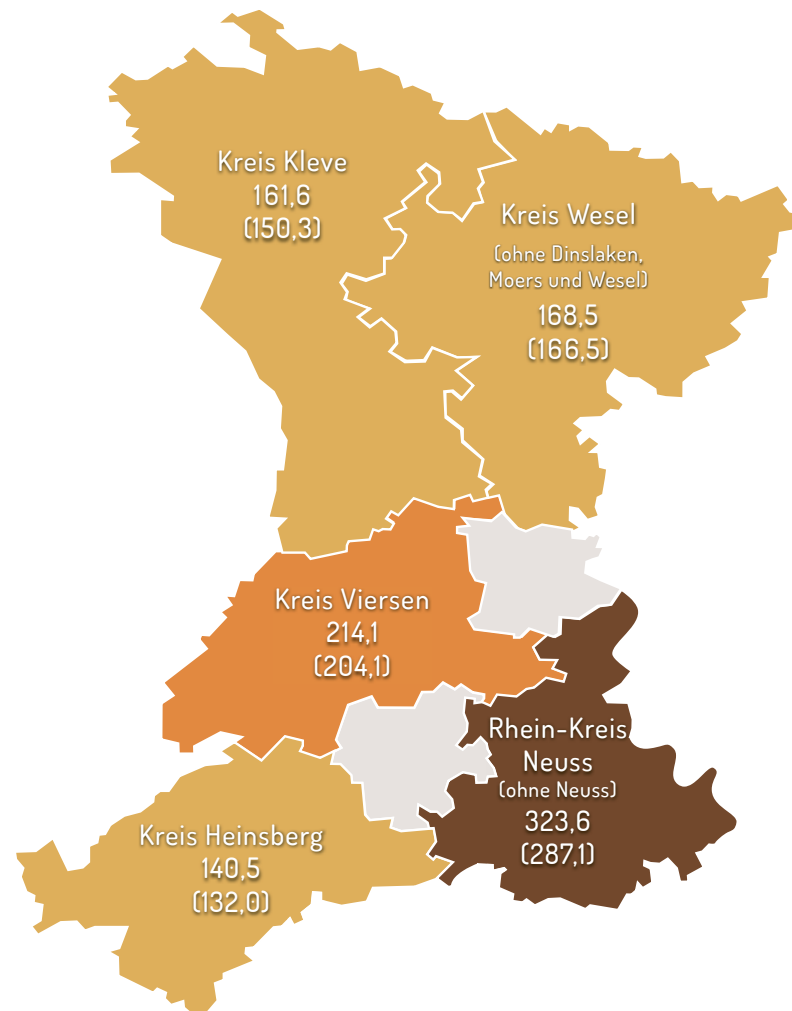 Kreis Kleve
161,6
(150,3)
Kreis Wesel
(ohne Dinslaken,
Moers und Wesel)
168,5
(166,5)
Kreis Viersen
214,1
(204,1)
Rhein-Kreis
Neuss
(ohne Neuss)
323,6
(287,1)
Kreis Heinsberg
140,5
(132,0)